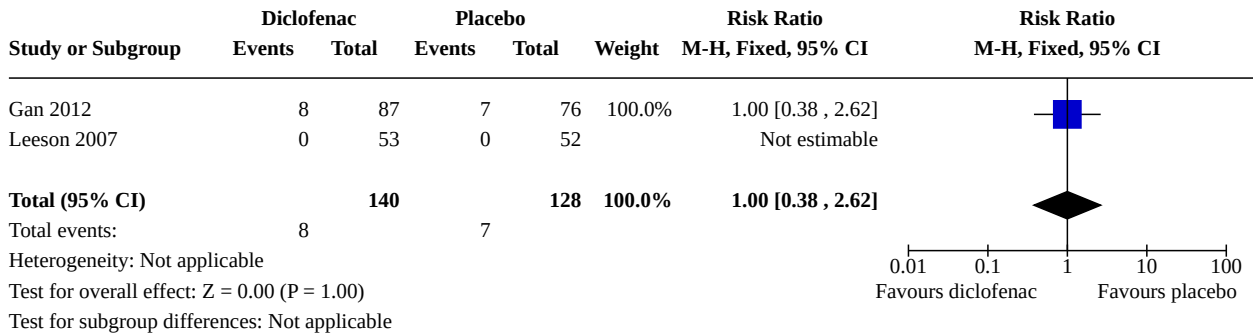 Diclofenac Placebo Risk Ratio Risk Ratio
Study or Subgroup Events Total Events Total Weight M-H, Fixed, 95% CI M-H, Fixed, 95% CI
Gan 2012 8 87 7 76 100.0% 1.00 [0.38 , 2.62]
Leeson 2007 0 53 0 52 Not estimable
Total (95% CI) 140 128 100.0% 1.00 [0.38 , 2.62]
Total events: 8 7
Heterogeneity: Not applicable
0.01 0.1 1 10 100
Test for overall effect: Z = 0.00 (P = 1.00)
Favours diclofenac Favours placebo
Test for subgroup differences: Not applicable